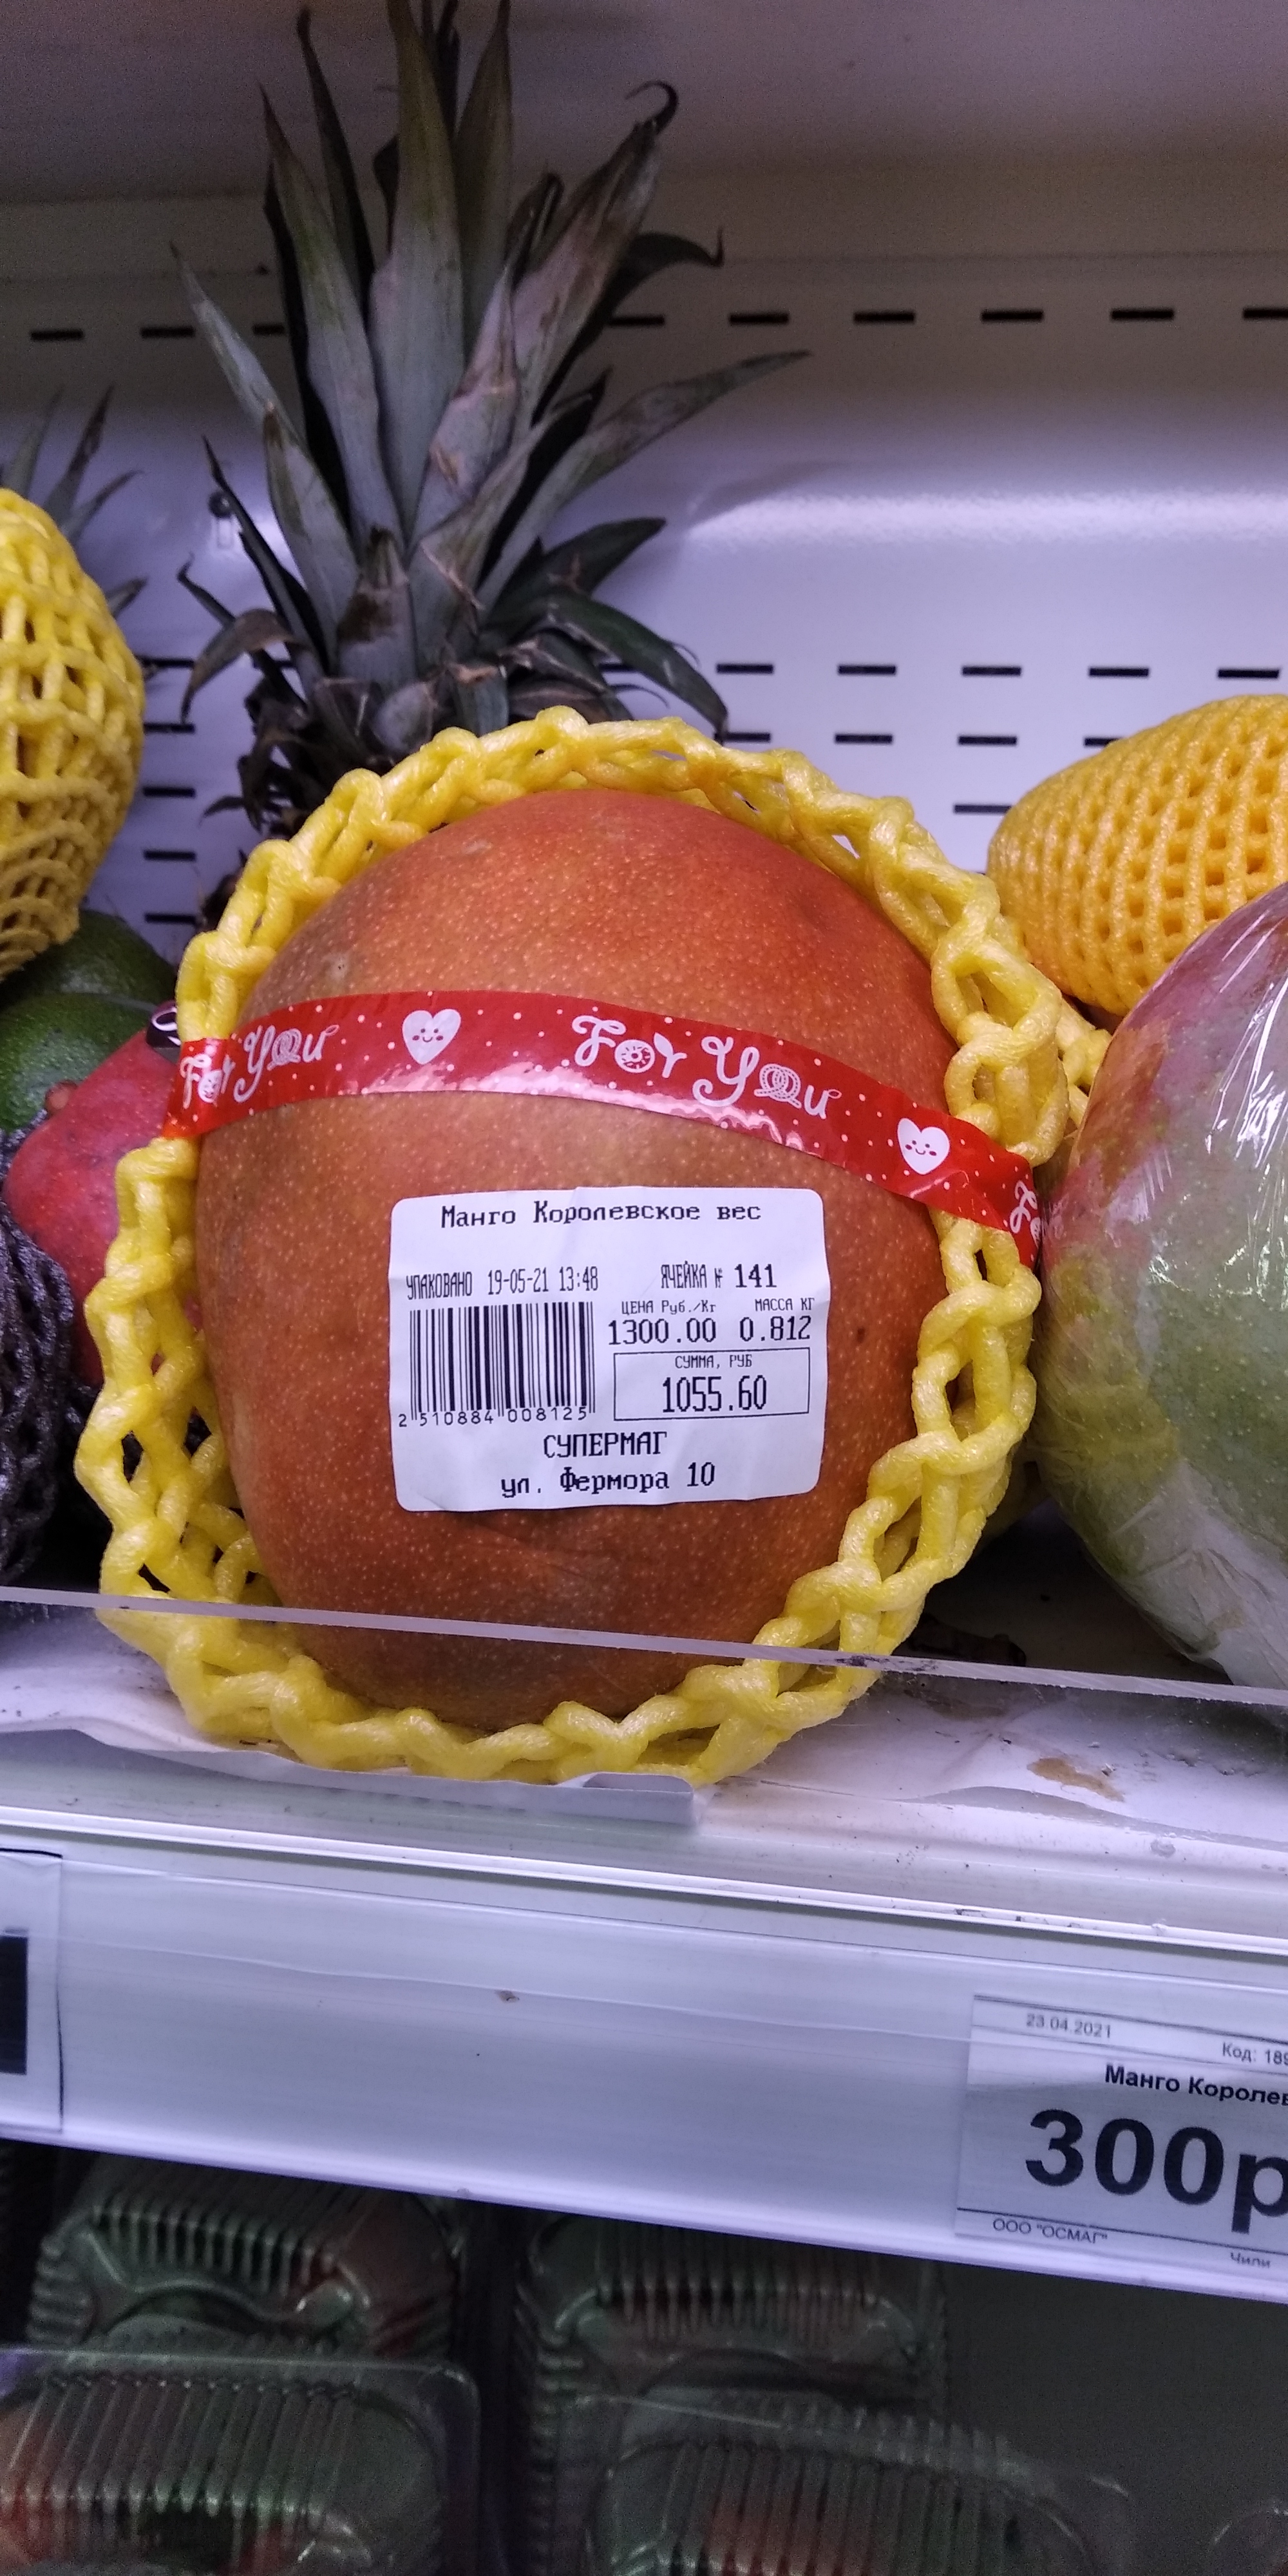 For You For You
Манго Королевское вес
УПАКОВАНО 19-05-21 13:48 ЯЧЕЙКА № 141
ЦЕНА Руб./Кг МАССА КГ
1300.00 0.812
СУММА, РУБ
1055.60
2 510884 008125
СУПЕРМАГ
ул. Фермора 10
23.04.2021
Код: 189
Манго Королев
300р
ООО "ОСМАГ"
Чили